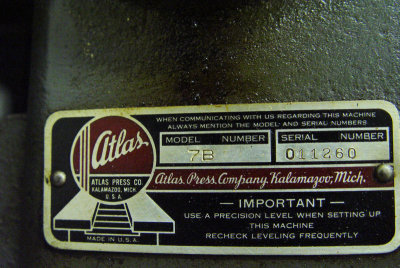 WHEN COMMUNICATING WITH US REGARDING THIS MACHINE
ALWAYS MENTION THE MODEL AND SERIAL NUMBERS
MODEL NUMBER
7B
SERIAL NUMBER
011260
Atlas
ATLAS PRESS CO.
KALAMAZOO, MICH.
U.S.A.
MADE IN U.S.A.
Atlas Press Company, Kalamazoo, Mich.
— IMPORTANT —
USE A PRECISION LEVEL WHEN SETTING UP
THIS MACHINE
RECHECK LEVELING FREQUENTLY